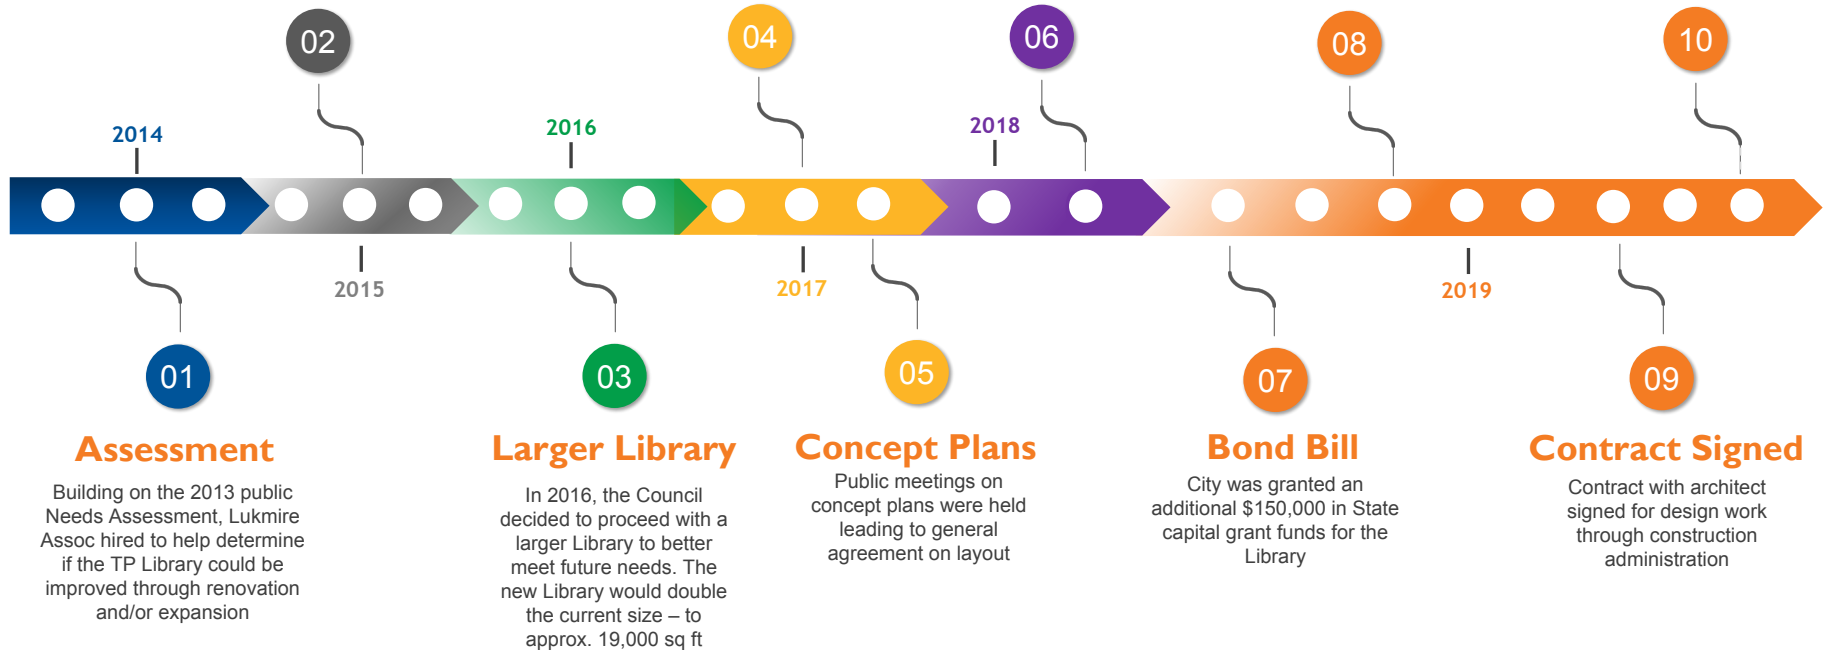 02
04
06
08
10
2014
2016
2018
2015
2017
2019
01
03
05
07
09
Assessment
Building on the 2013 public
Needs Assessment, Lukmire
Assoc hired to help determine
if the TP Library could be
improved through renovation
and/or expansion
Larger Library
In 2016, the Council
decided to proceed with a
larger Library to better
meet future needs. The
new Library would double
the current size – to
approx. 19,000 sq ft
Concept Plans
Public meetings on
concept plans were held
leading to general
agreement on layout
Bond Bill
City was granted an
additional $150,000 in State
capital grant funds for the
Library
Contract Signed
Contract with architect
signed for design work
through construction
administration